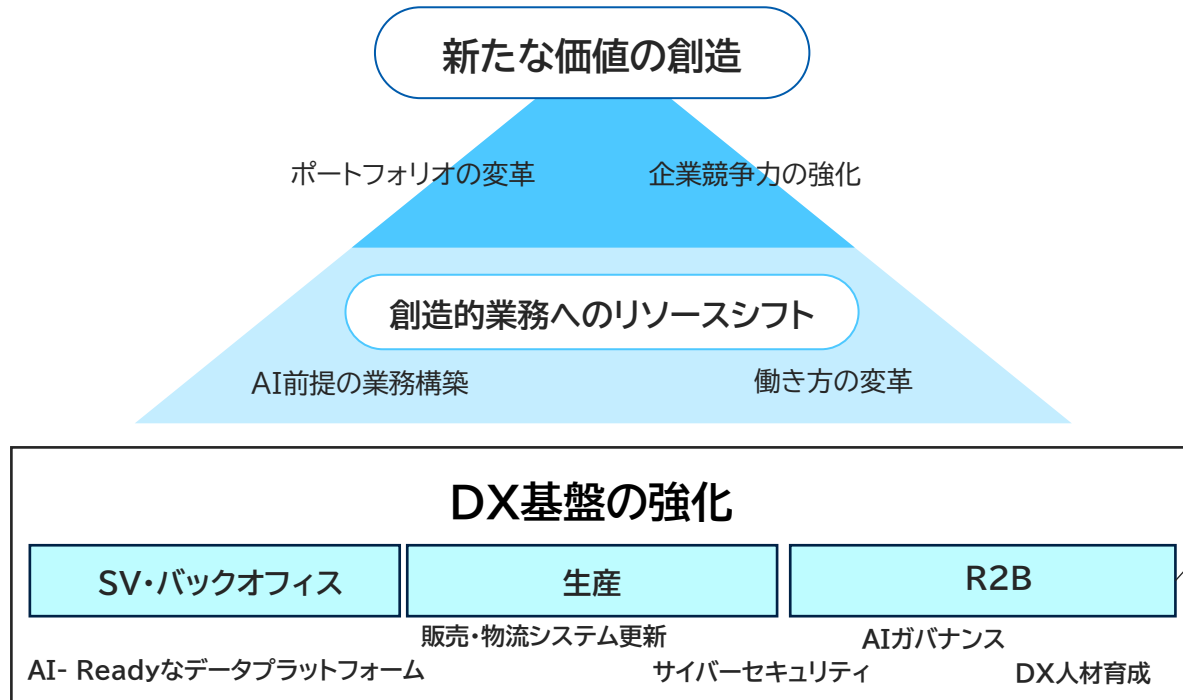 新たな価値の創造
ポートフォリオの変革
企業競争力の強化
創造的業務へのリソースシフト
AI前提の業務構築
働き方の変革
DX基盤の強化
SV・バックオフィス
生産
R2B
販売・物流システム更新
AIガバナンス
AI- Readyなデータプラットフォーム
サイバーセキュリティ
DX人材育成